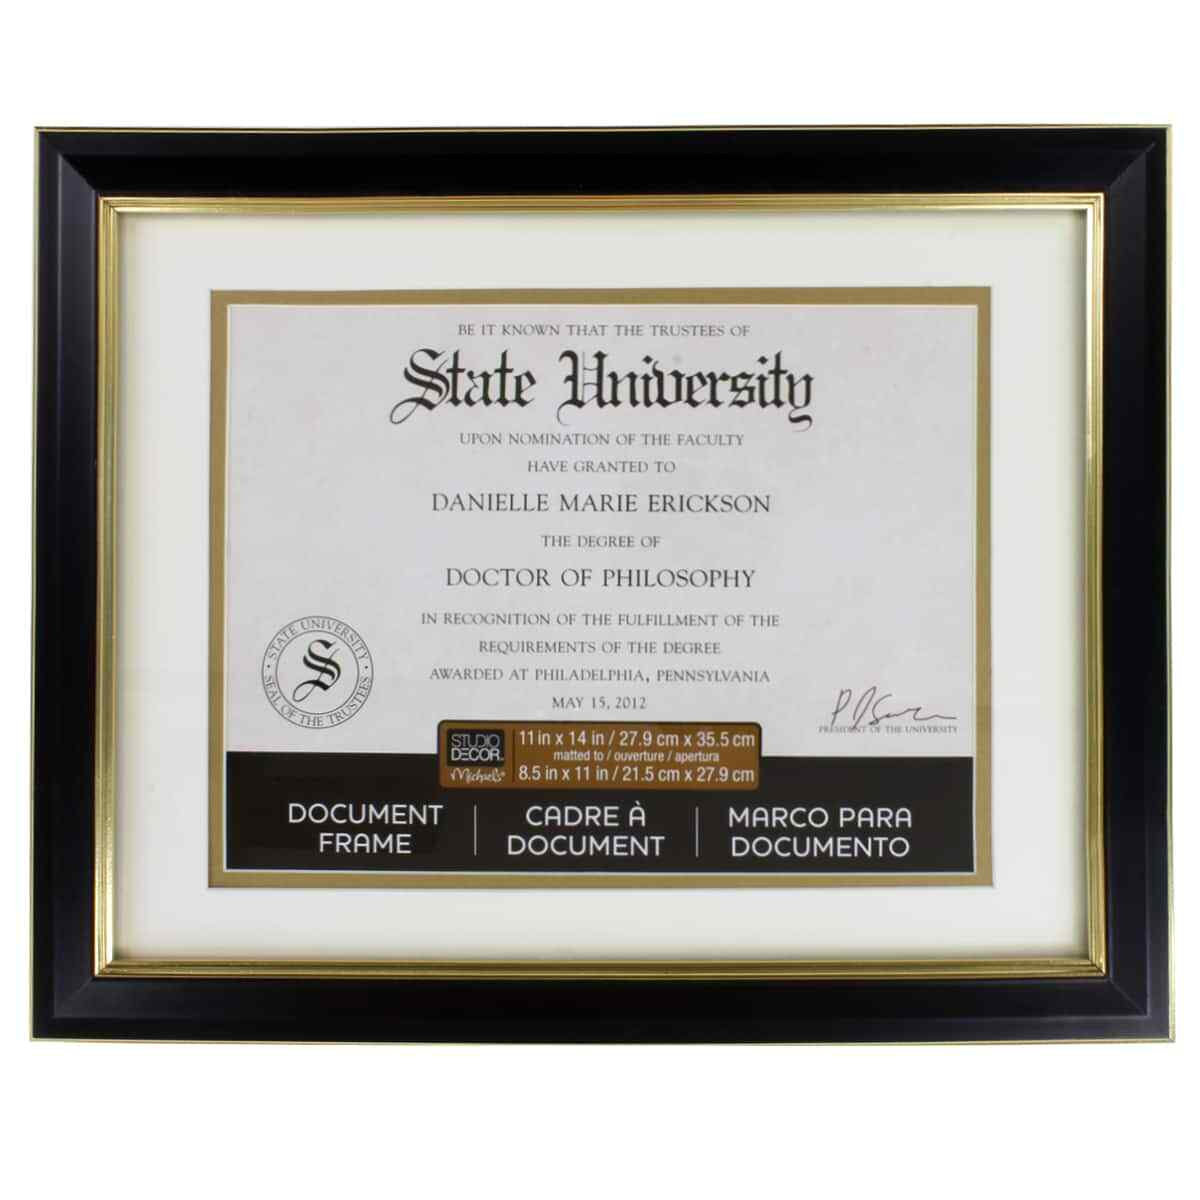 BE IT KNOWN THAT THE TRUSTEES OF
State University
UPON NOMINATION OF THE FACULTY
HAVE GRANTED TO
DANIELLE MARIE ERICKSON
THE DEGREE OF
DOCTOR OF PHILOSOPHY
IN RECOGNITION OF THE FULFILLMENT OF THE
REQUIREMENTS OF THE DEGREE
AWARDED AT PHILADELPHIA, PENNSYLVANIA
MAY 15, 2012
STATE UNIVERSITY
S
SEAL OF THE TRUSTEES
PRESIDENT OF THE UNIVERSITY
STUDIO
DECOR
Michaels
11 in x 14 in / 27.9 cm x 35.5 cm
matted to / ouverture / apertura
8.5 in x 11 in / 21.5 cm x 27.9 cm
DOCUMENT
FRAME
CADRE À
DOCUMENT
MARCO PARA
DOCUMENTO